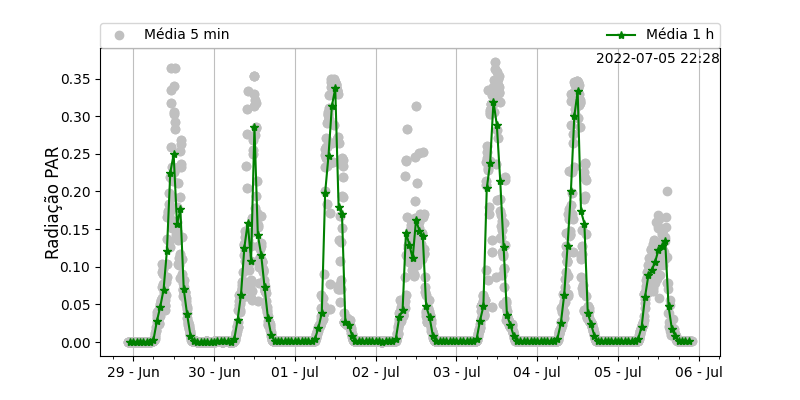 Média 5 min
Média 1 h
2022-07-05 22:28
Radiação PAR
0.35
0.30
0.25
0.20
0.15
0.10
0.05
0.00
29 - Jun
30 - Jun
01 - Jul
02 - Jul
03 - Jul
04 - Jul
05 - Jul
06 - Jul